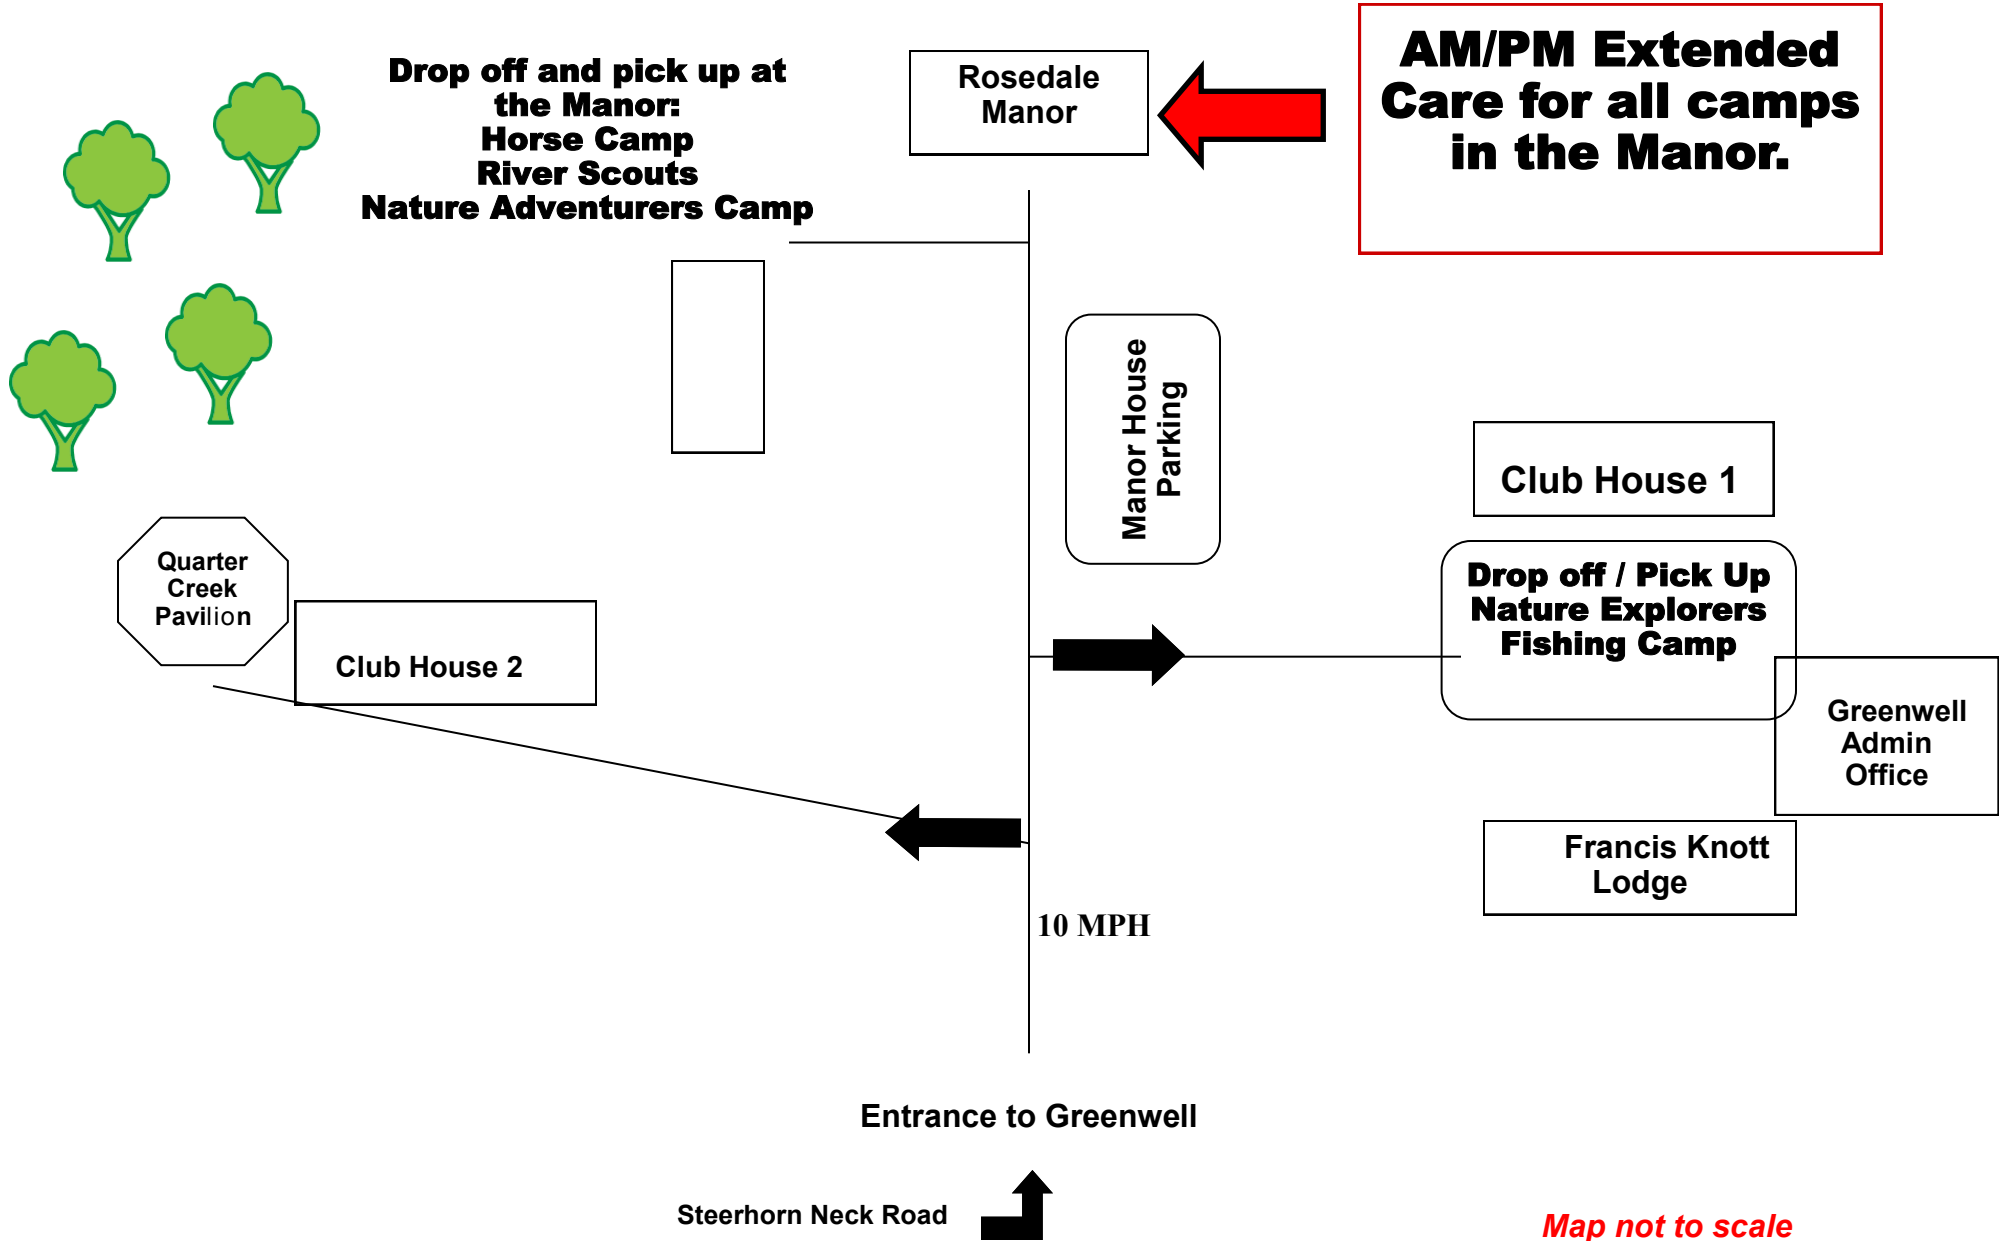 Drop off and pick up at
the Manor:
Horse Camp
River Scouts
Nature Adventurers Camp
Rosedale
Manor
AM/PM Extended
Care for all camps
in the Manor.
Manor House
Parking
Club House 1
Quarter
Creek
Pavilion
Club House 2
Drop off / Pick Up
Nature Explorers
Fishing Camp
Greenwell
Admin
Office
Francis Knott
Lodge
10 MPH
Entrance to Greenwell
Steerhorn Neck Road
Map not to scale